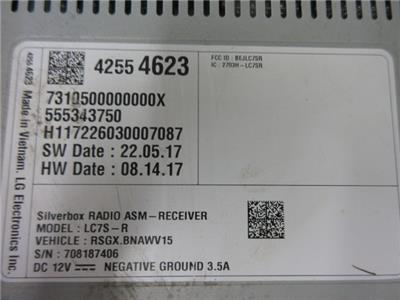 4255
4623
4255 4623
FCC ID : BEJLC7SR
IC : 2703H-LC7SR
7310500000000X
555343750
H117226030007087
SW Date : 22.05.17
HW Date : 08.14.17
Made in Vietnam. LG Electronics Inc.
Silverbox RADIO ASM-RECEIVER
MODEL : LC7S-R
VEHICLE : RSGX.BNAWV15
S/N : 708187406
DC 12V NEGATIVE GROUND 3.5A